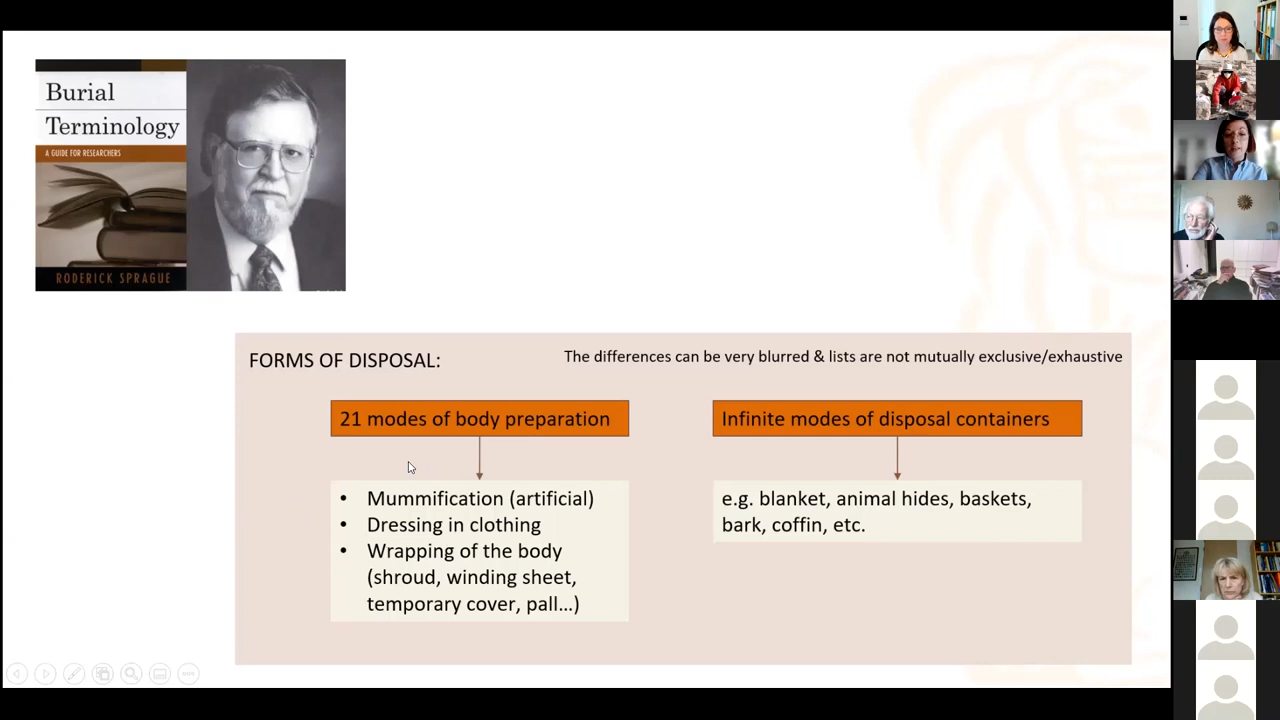 Burial
Terminology
A GUIDE FOR RESEARCHERS
RODERICK SPRAGUE
FORMS OF DISPOSAL:
The differences can be very blurred & lists are not mutually exclusive/exhaustive
21 modes of body preparation
• Mummification (artificial)
• Dressing in clothing
• Wrapping of the body
(shroud, winding sheet,
temporary cover, pall...)
Infinite modes of disposal containers
e.g. blanket, animal hides, baskets,
bark, coffin, etc.